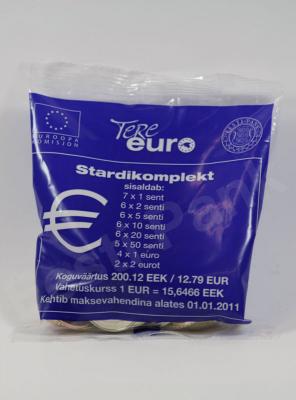 EUROOPA
KOMISJON
Tere
euro
EESTI PANK
Stardikomplekt
sisaldab:
7 x 1 sent
6 x 2 senti
6 x 5 senti
6 x 10 senti
6 x 20 senti
5 x 50 senti
4 x 1 euro
2 x 2 eurot
€
Koguväärtus 200.12 EEK / 12.79 EUR
Vahetuskurss 1 EUR = 15,6466 EEK
Kehtib maksevahendina alates 01.01.2011